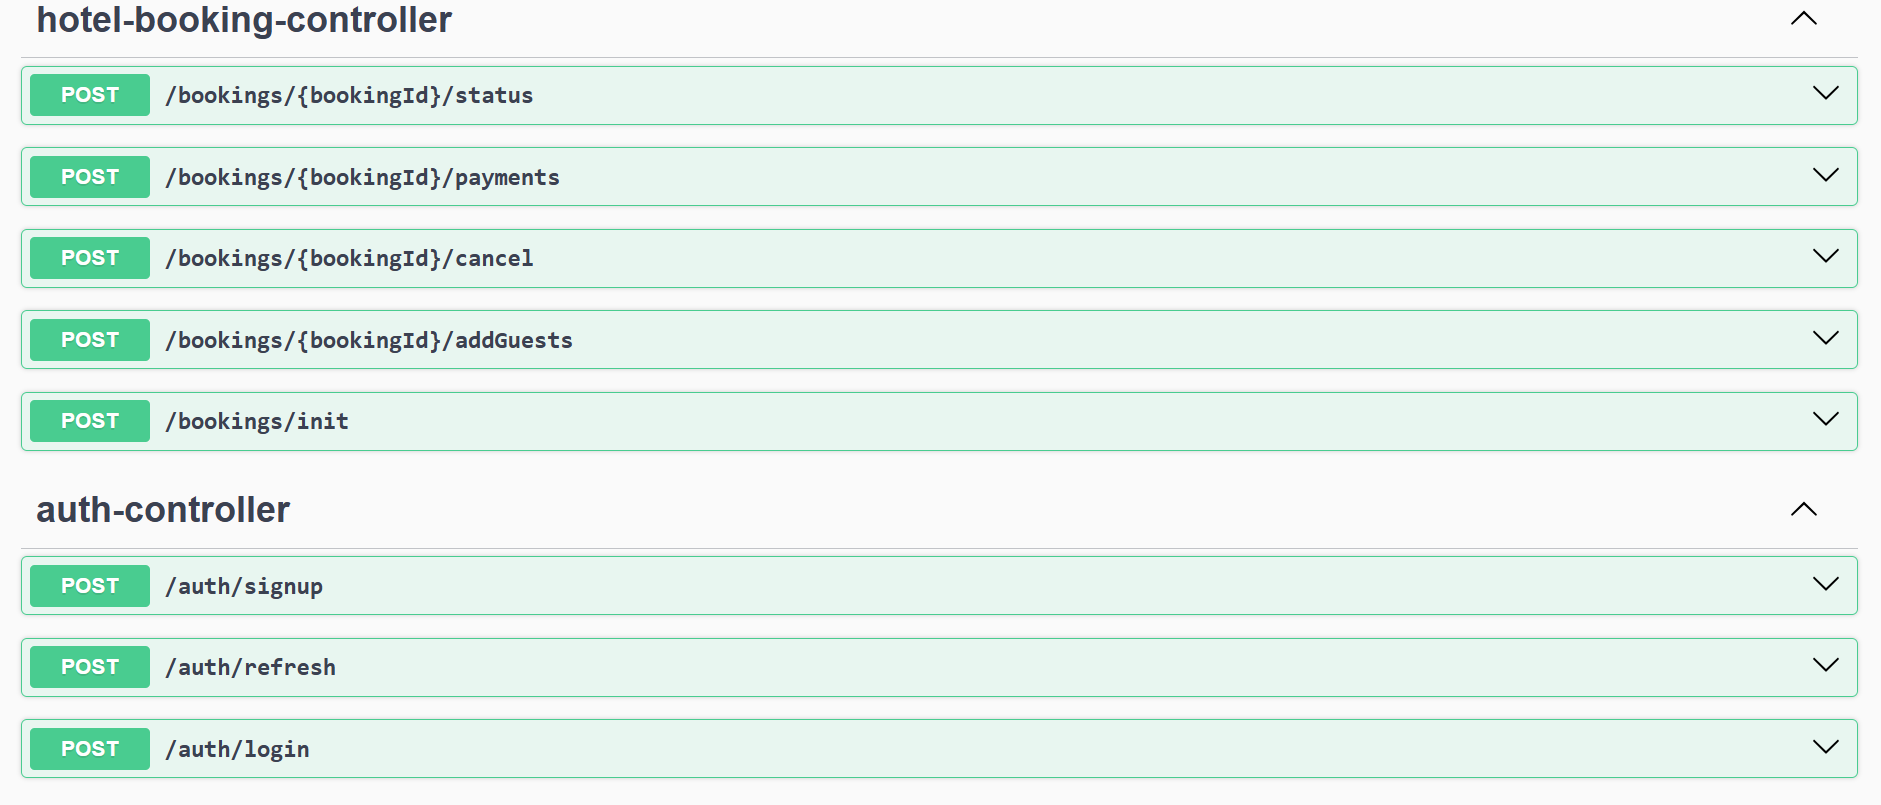 hotel-booking-controller
POST /bookings/{bookingId}/status
POST /bookings/{bookingId}/payments
POST /bookings/{bookingId}/cancel
POST /bookings/{bookingId}/addGuests
POST /bookings/init
auth-controller
POST /auth/signup
POST /auth/refresh
POST /auth/login